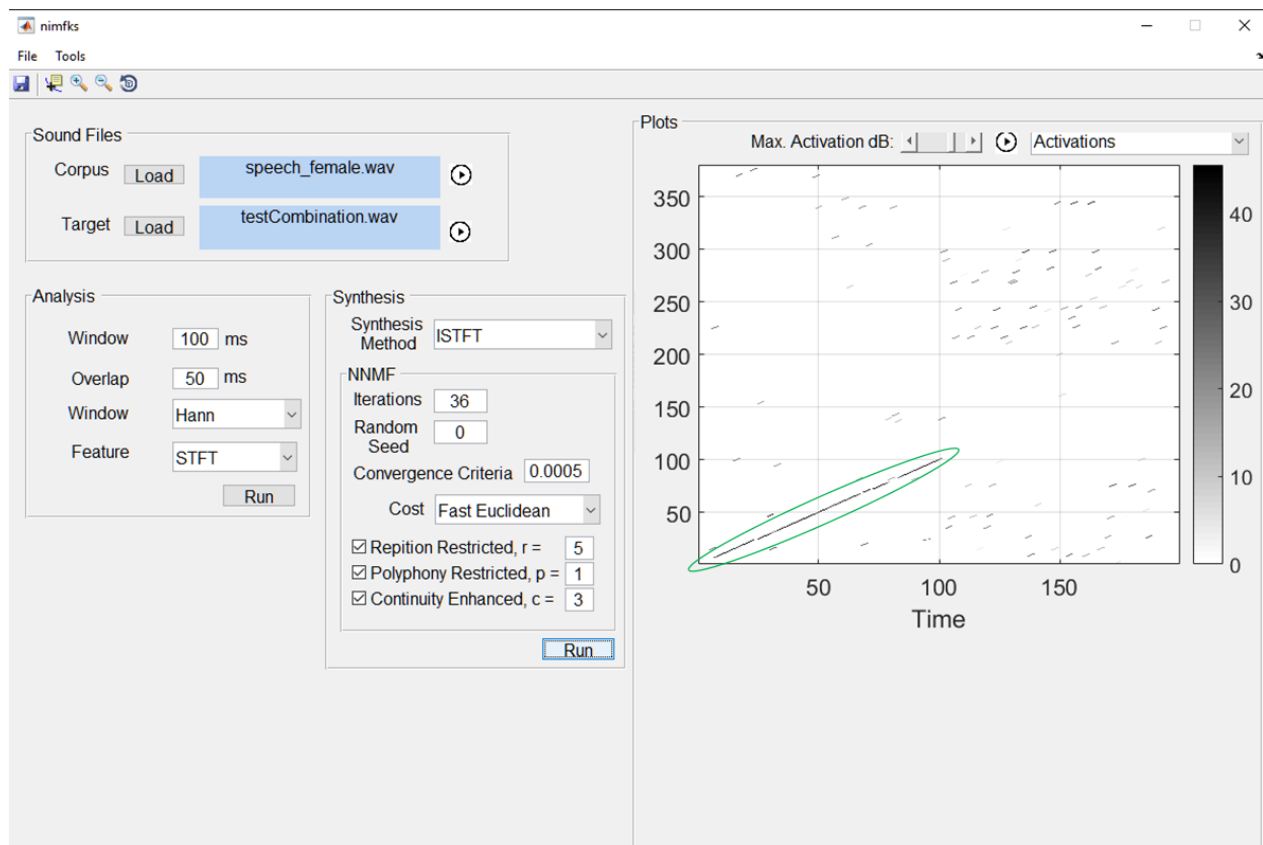 nimfks
File Tools
Sound Files
Corpus Load speech_female.wav
Target Load testCombination.wav
Analysis
Window 100 ms
Overlap 50 ms
Window Hann
Feature STFT
Run
Synthesis
Synthesis
Method
ISTFT
NNMF
Iterations 36
Random
Seed
0
Convergence Criteria 0.0005
Cost Fast Euclidean
Repition Restricted, r = 5
Polyphony Restricted, p = 1
Continuity Enhanced, c = 3
Run
Plots
Max. Activation dB: Activations
350
300
250
200
150
100
50
50 100 150
Time
40
30
20
10
0